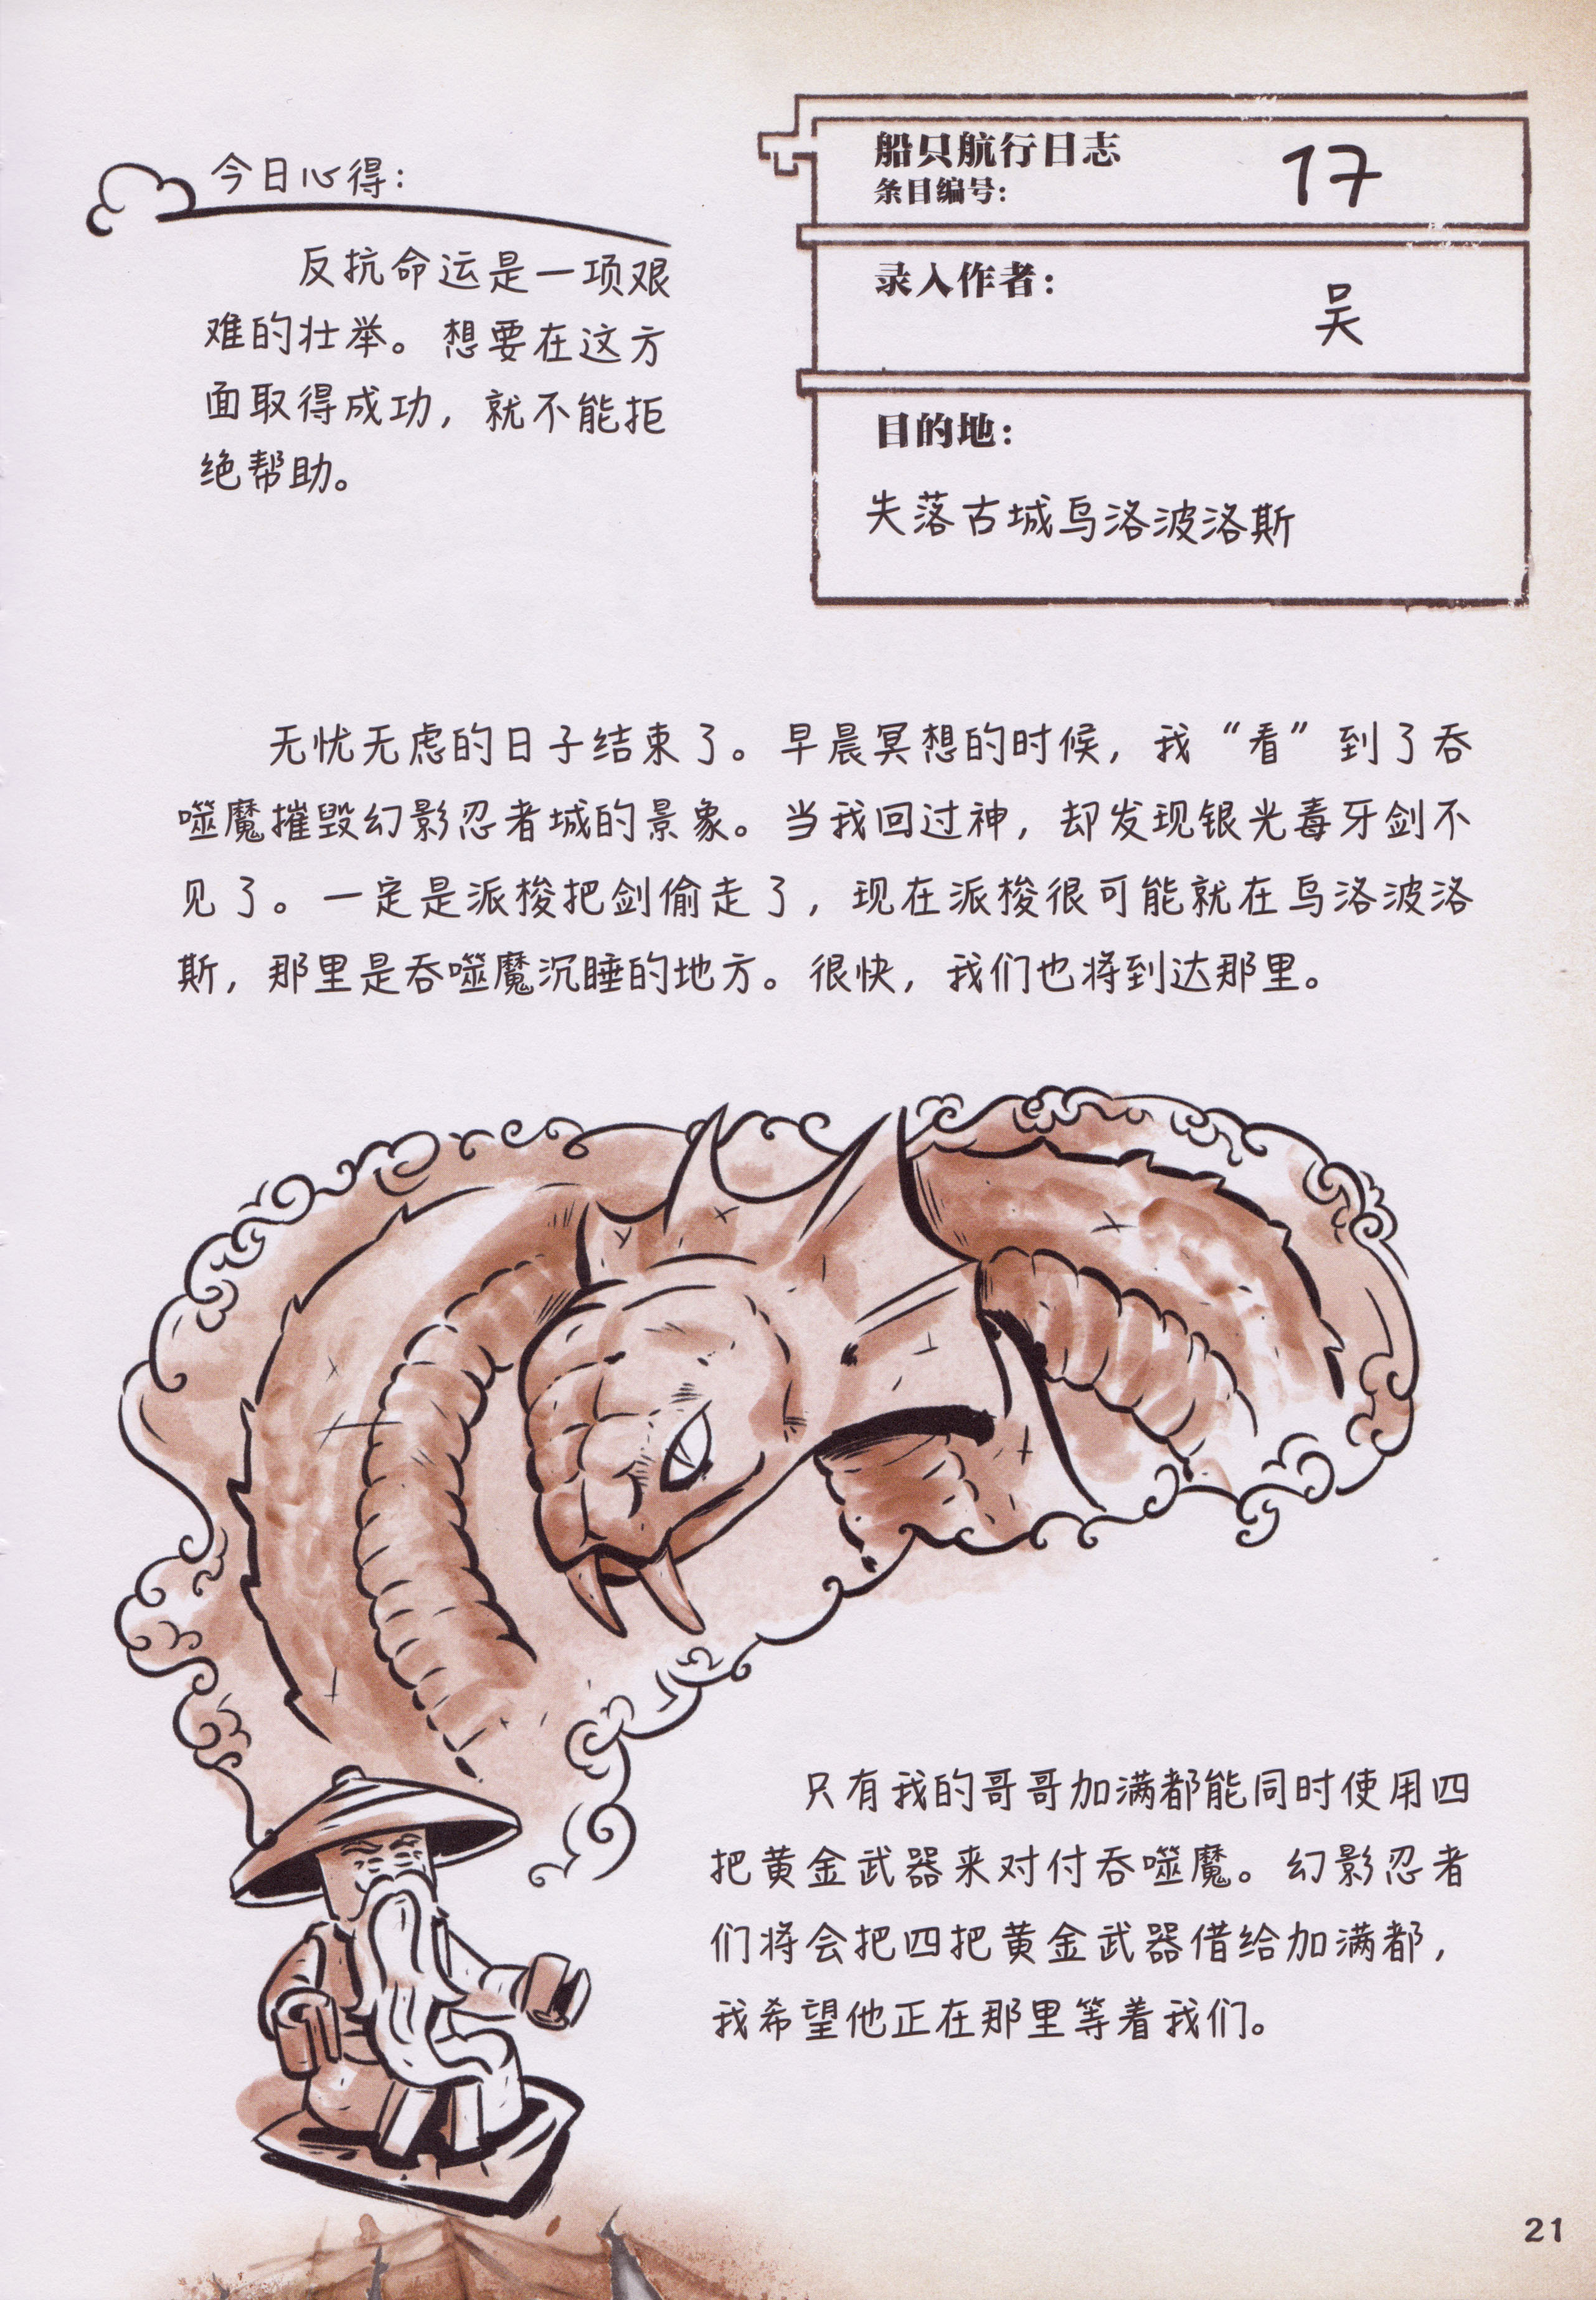 今日心得：
反抗命运是一项艰
难的壮举。想要在这方
面取得成功，就不能拒
绝帮助。
船只航行日志
条目编号： 17
录入作者：
吴
目的地：
失落古城乌洛波洛斯
无忧无虑的日子结束了。早晨冥想的时候，我“看”到了吞
噬魔摧毁幻影忍者城的景象。当我回过神，却发现银光毒牙剑不
见了。一定是派梭把剑偷走了，现在派梭很可能就在乌洛波洛
斯，那里是吞噬魔沉睡的地方。很快，我们也将到达那里。
只有我的哥哥加满都能同时使用四
把黄金武器来对付吞噬魔。幻影忍者
们将会把四把黄金武器借给加满都，
我希望他正在那里等着我们。
21